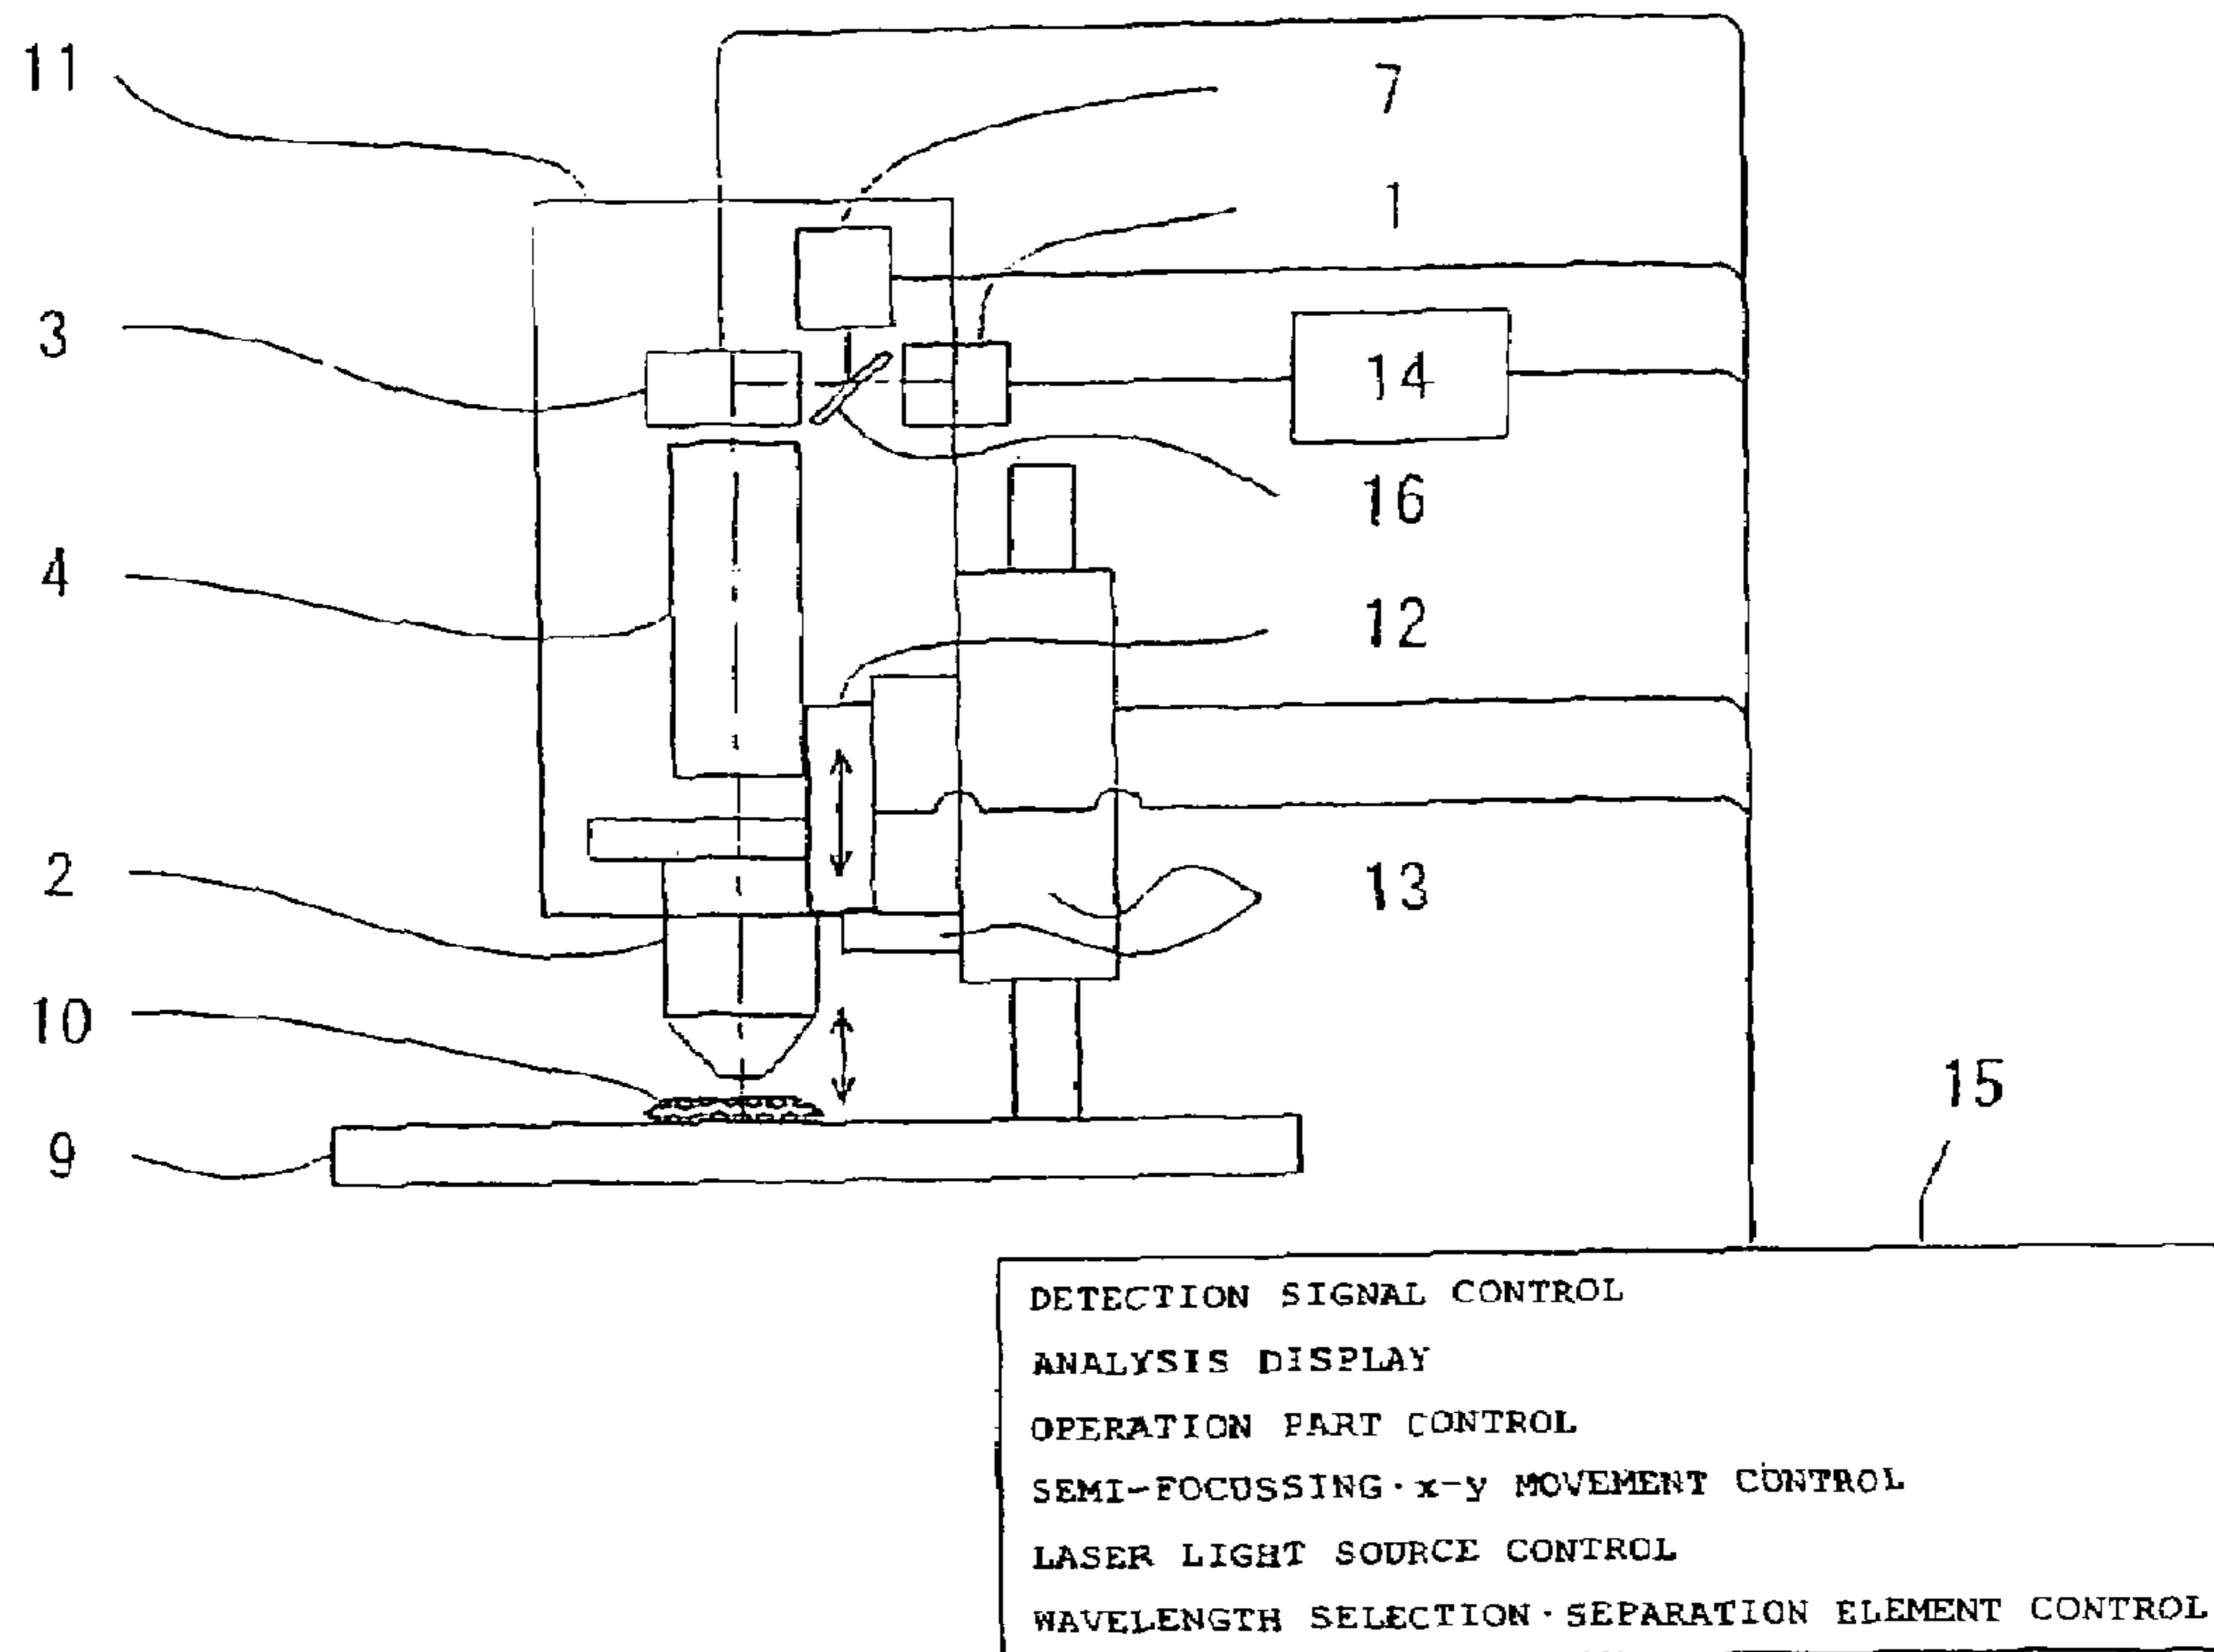 11
7
1
3
14
16
4
12
2
13
10
15
9
DETECTION SIGNAL CONTROL
ANALYSIS DISPLAY
OPERATION PART CONTROL
SEMI-FOCUSSING·x-y MOVEMENT CONTROL
LASER LIGHT SOURCE CONTROL
WAVELENGTH SELECTION·SEPARATION ELEMENT CONTROL